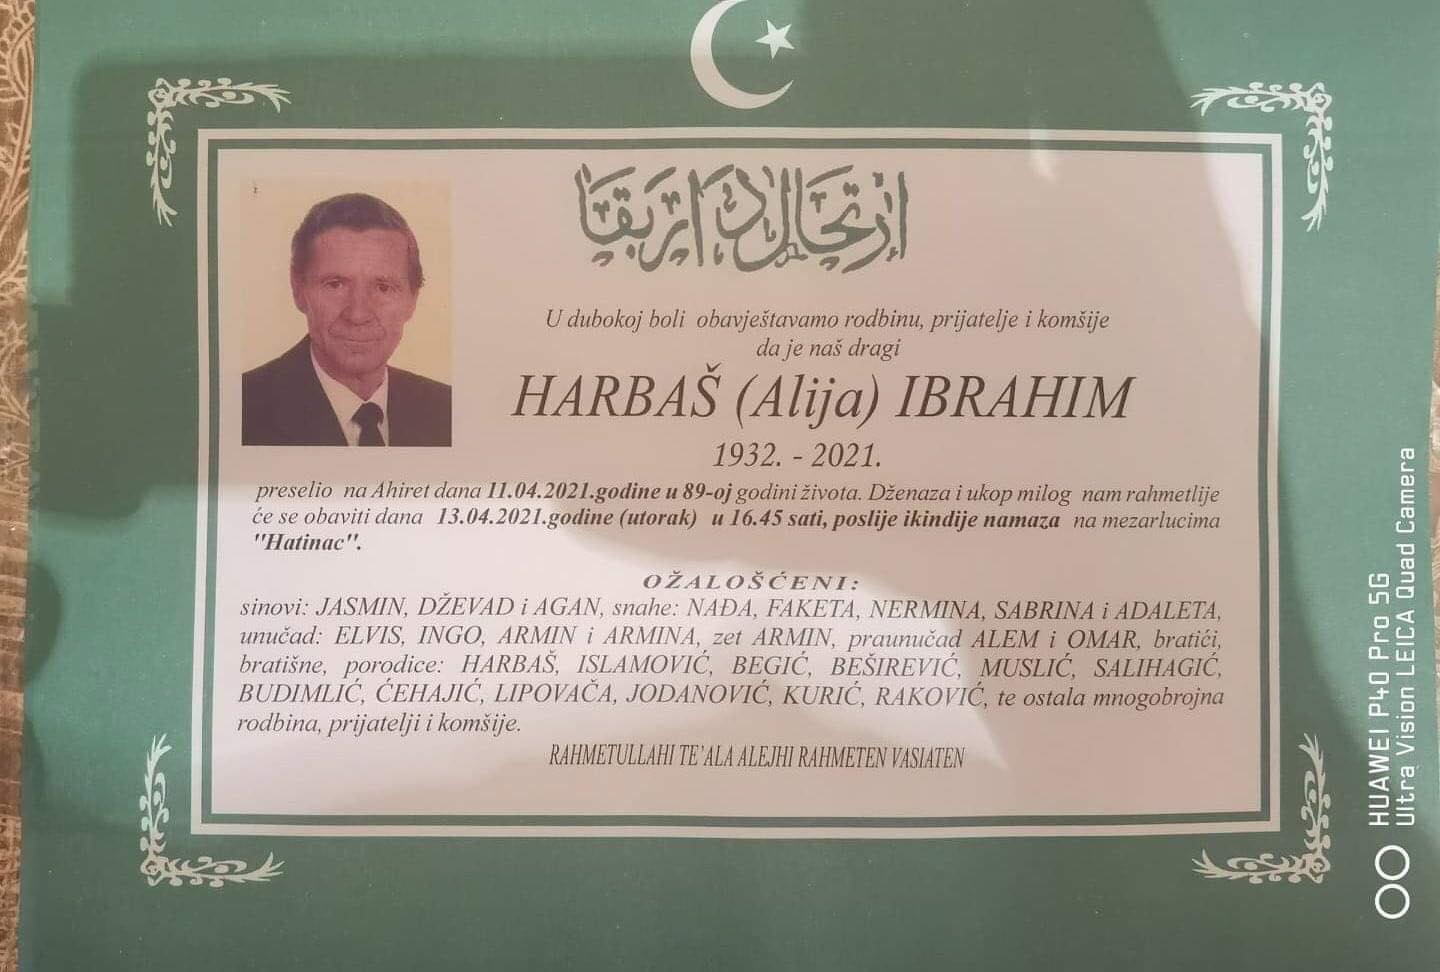 إرتحال دار بقا
U dubokoj boli obavještavamo rodbinu, prijatelje i komšije
da je naš dragi
HARBAŠ (Alija) IBRAHIM
1932. - 2021.
preselio na Ahiret dana 11.04.2021.godine u 89-oj godini života. Dženaza i ukop milog nam rahmetlije
će se obaviti dana 13.04.2021.godine (utorak) u 16.45 sati, poslije ikindije namaza na mezarlucima
"Hatinac".
OŽALOŠĆENI:
sinovi: JASMIN, DŽEVAD i AGAN, snahe: NAĐA, FAKETA, NERMINA, SABRINA i ADALETA,
unučad: ELVIS, INGO, ARMIN i ARMINA, zet ARMIN, praunučad ALEM i OMAR, bratići,
bratišne, porodice: HARBAŠ, ISLAMOVIĆ, BEGIĆ, BEŠIREVIĆ, MUSLIĆ, SALIHAGIĆ,
BUDIMLIĆ, ĆEHAJIĆ, LIPOVAČA, JODANOVIĆ, KURIĆ, RAKOVIĆ, te ostala mnogobrojna
rodbina, prijatelji i komšije.
RAHMETULLAHI TE'ALA ALEJHI RAHMETEN VASIATEN
HUAWEI P40 Pro 5G
Ultra Vision LEICA Quad Camera